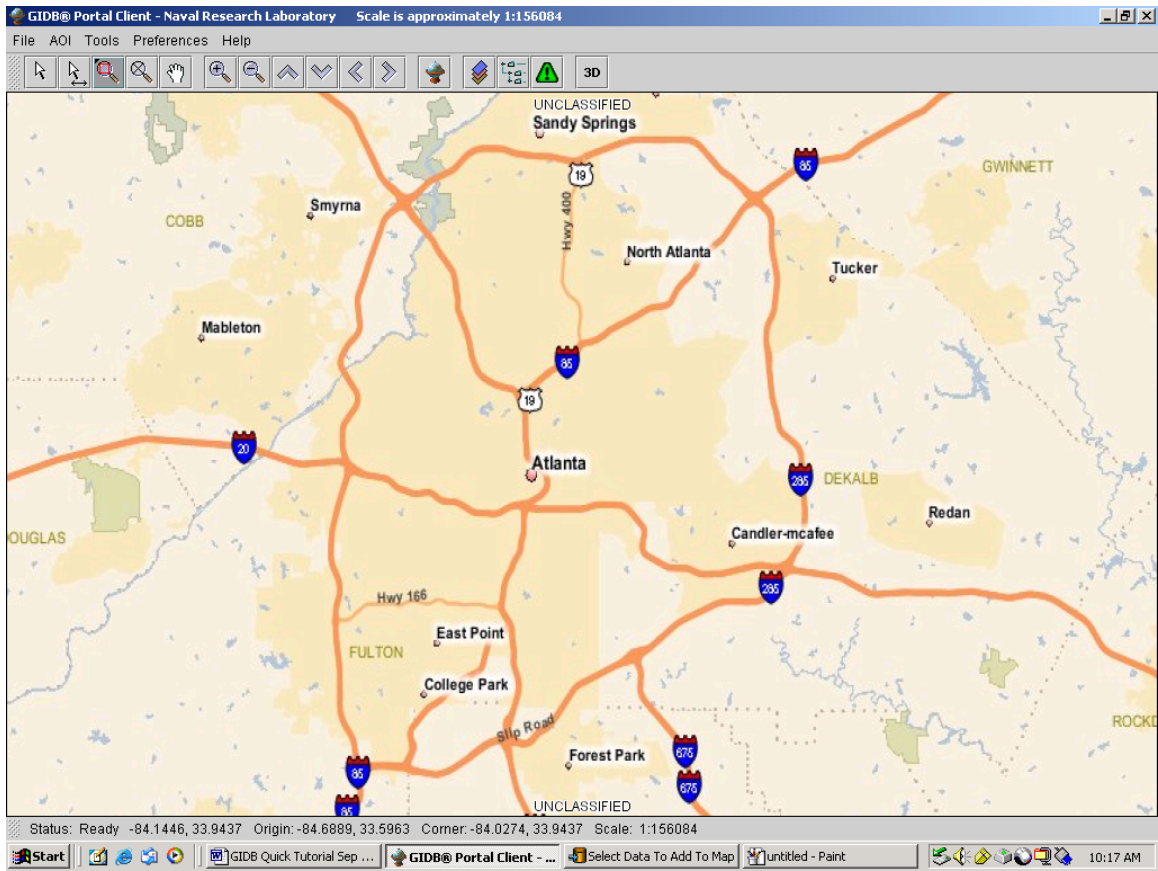 GIDB® Portal Client - Naval Research Laboratory Scale is approximately 1:156084
File AOI Tools Preferences Help
3D
UNCLASSIFIED
Sandy Springs
85
GWINNETT
19
Smyrna
COBB
Hwy 400
North Atlanta
Tucker
Mableton
85
19
20
Atlanta
285
DEKALB
Redan
OUGLAS
Candler-mcafee
285
Hwy 166
East Point
FULTON
College Park
ROCKD
Slip Road
Forest Park
675
85
675
85
UNCLASSIFIED
Status: Ready -84.1446, 33.9437 Origin: -84.6889, 33.5963 Corner: -84.0274, 33.9437 Scale: 1:156084
Start GIDB Quick Tutorial Sep ... GIDB® Portal Client - ... Select Data To Add To Map untitled - Paint 10:17 AM